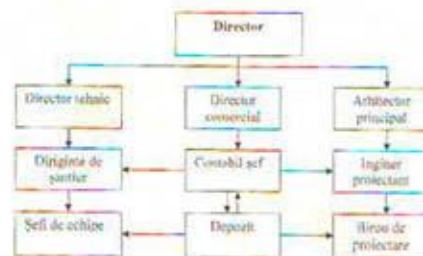 Director
Director tehnic
Director
comercial
Arhitector
principal
Diriginte de
șantier
Contabil șef
Inginer
proiectant
Șefi de echipe
Depozit
Birou de
proiectare